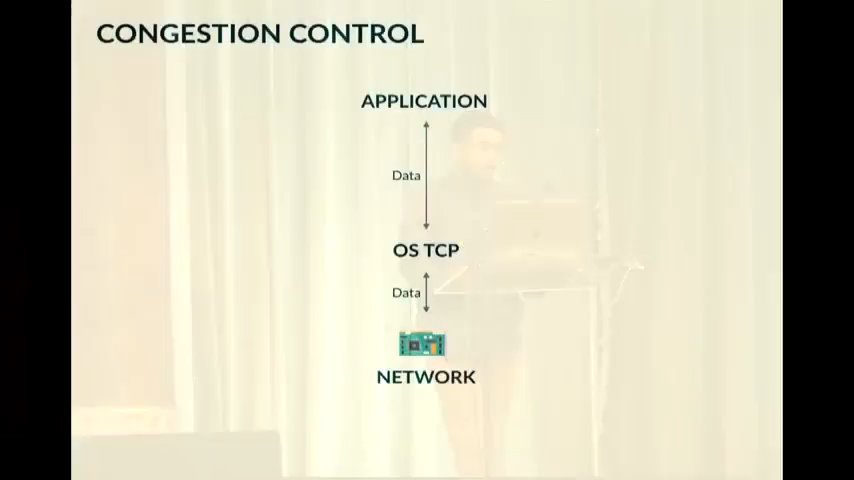 CONGESTION CONTROL
APPLICATION
Data
OS TCP
Data
NETWORK